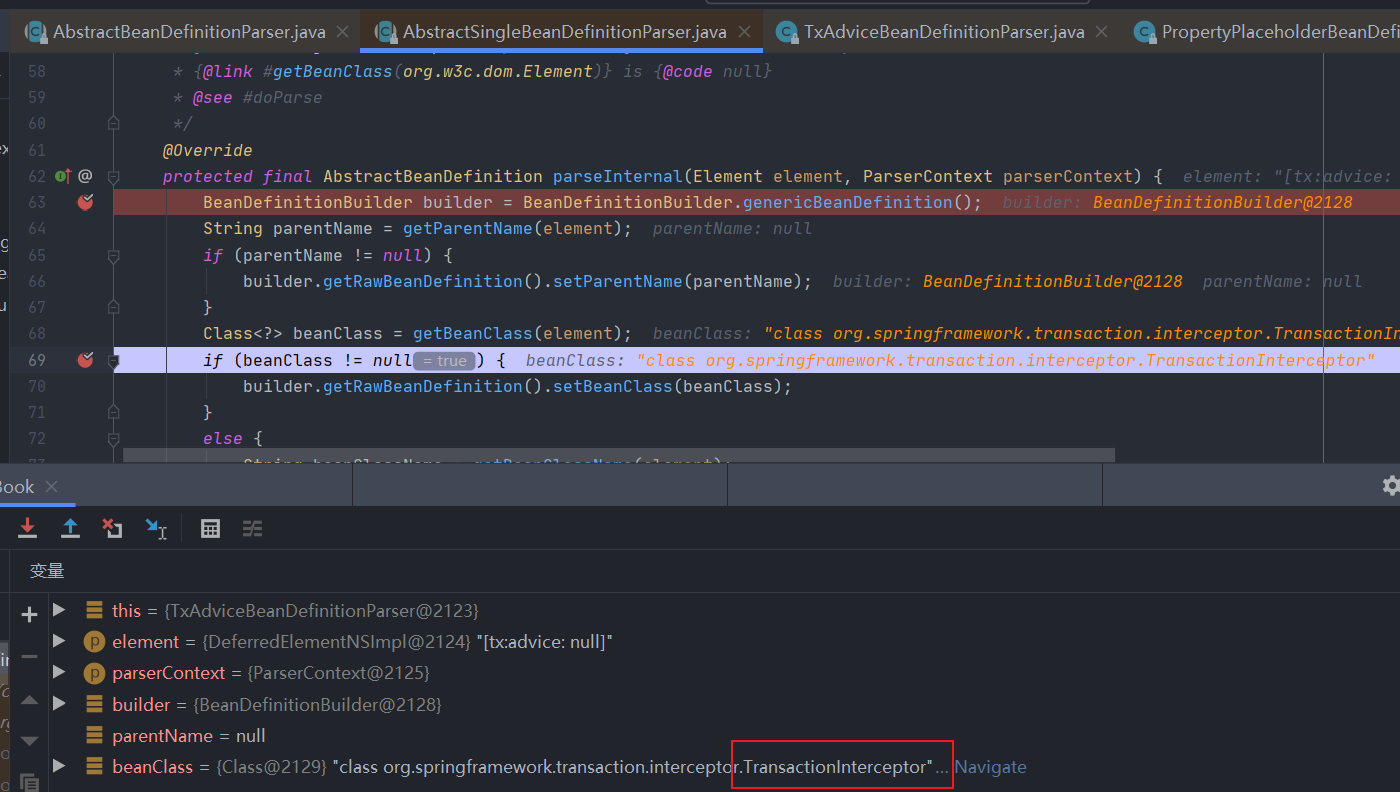 AbstractBeanDefinitionParser.java AbstractSingleBeanDefinitionParser.java TxAdviceBeanDefinitionParser.java PropertyPlaceholderBeanDefi
58 * {@link #getBeanClass(org.w3c.dom.Element)} is {@code null}
59 * @see #doParse
60 */
61 @Override
62 @ protected final AbstractBeanDefinition parseInternal(Element element, ParserContext parserContext) { element: "[tx:advice:
63 BeanDefinitionBuilder builder = BeanDefinitionBuilder.genericBeanDefinition(); builder: BeanDefinitionBuilder@2128
64 String parentName = getParentName(element); parentName: null
65 if (parentName != null) {
66 builder.getRawBeanDefinition().setParentName(parentName); builder: BeanDefinitionBuilder@2128 parentName: null
67 }
68 Class<?> beanClass = getBeanClass(element); beanClass: "class org.springframework.transaction.interceptor.TransactionInt
69 if (beanClass != null = true ) { beanClass: "class org.springframework.transaction.interceptor.TransactionInterceptor"
70 builder.getRawBeanDefinition().setBeanClass(beanClass);
71 }
72 else {
Book
变量
this = {TxAdviceBeanDefinitionParser@2123}
element = {DeferredElementNSImpl@2124} "[tx:advice: null]"
parserContext = {ParserContext@2125}
builder = {BeanDefinitionBuilder@2128}
parentName = null
beanClass = {Class@2129} "class org.springframework.transaction.interceptor.TransactionInterceptor"... Navigate